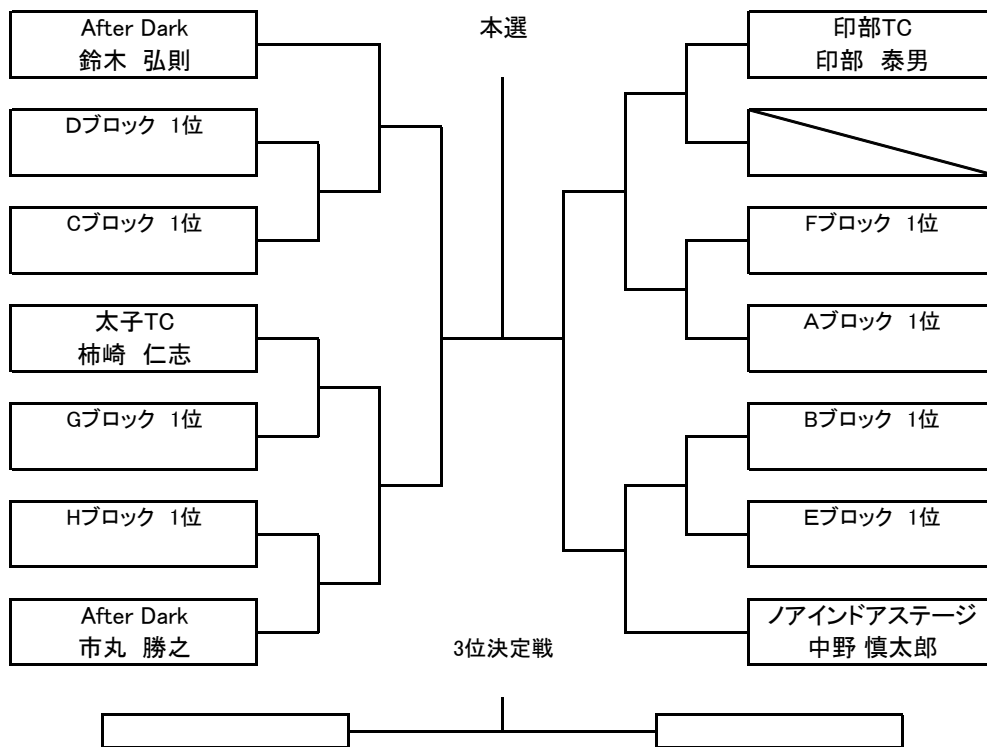 本選
After Dark
鈴木 弘則
Dブロック 1位
Cブロック 1位
太子TC
柿崎 仁志
Gブロック 1位
Hブロック 1位
After Dark
市丸 勝之
印部TC
印部 泰男
Fブロック 1位
Aブロック 1位
Bブロック 1位
Eブロック 1位
ノアインドアステージ
中野 慎太郎
3位決定戦